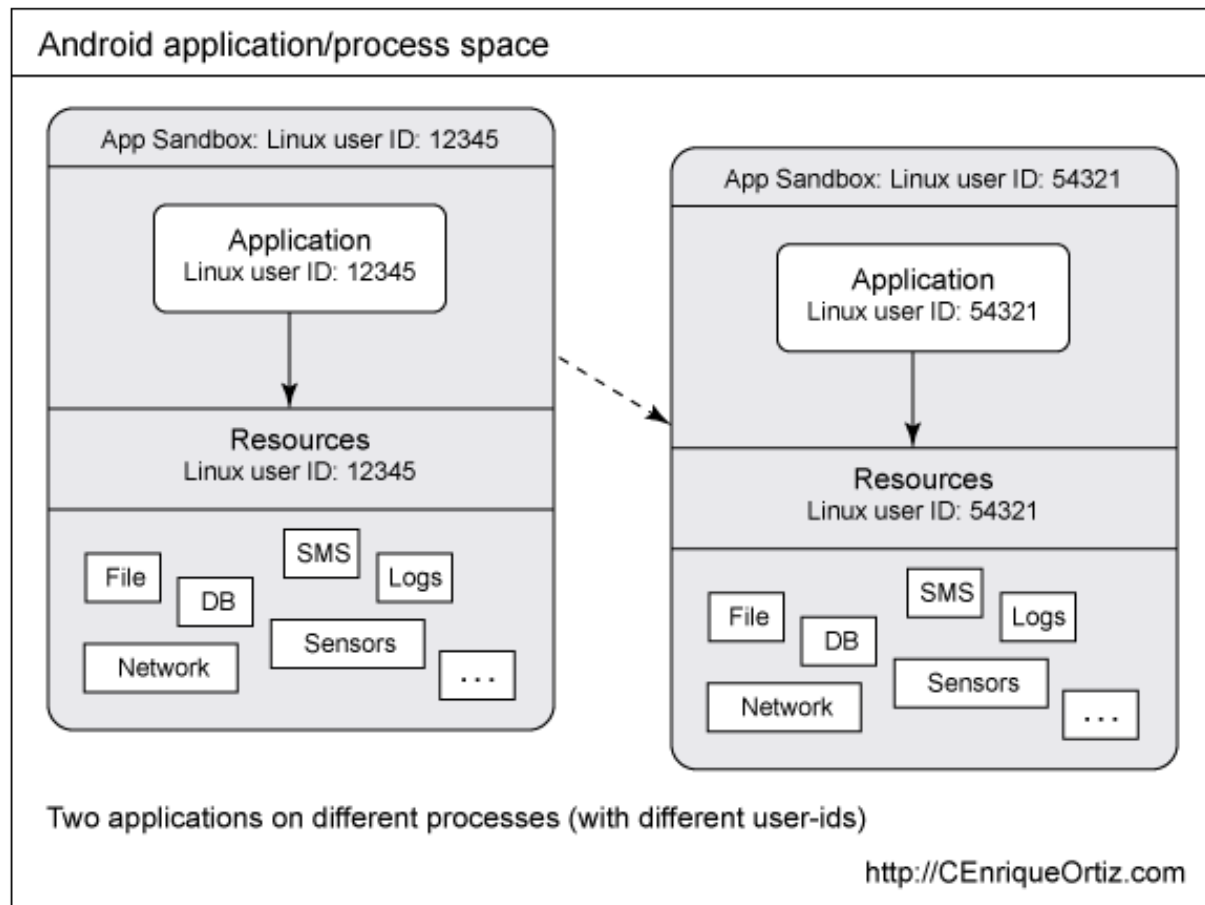 Android application/process space
App Sandbox: Linux user ID: 12345
Application
Linux user ID: 12345
Resources
Linux user ID: 12345
File
DB
SMS
Logs
Network
Sensors
...
App Sandbox: Linux user ID: 54321
Application
Linux user ID: 54321
Resources
Linux user ID: 54321
File
DB
SMS
Logs
Network
Sensors
...
Two applications on different processes (with different user-ids)
http://CEnriqueOrtiz.com